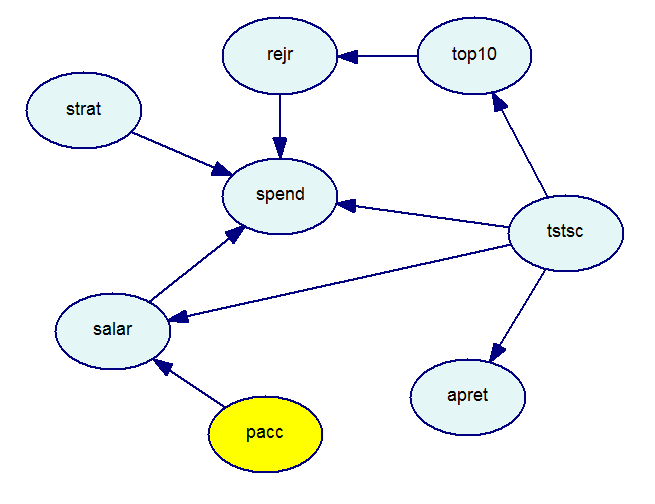 rejr
top10
strat
spend
tstsc
salar
apret
pacc